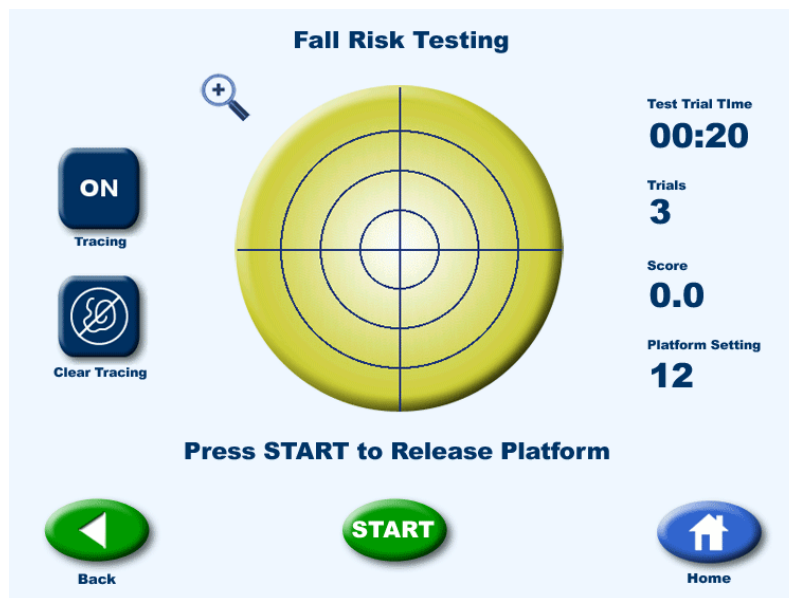 Fall Risk Testing
Test Trial TIme
00:20
ON
Tracing
Trials
3
Score
0.0
Clear Tracing
Platform Setting
12
Press START to Release Platform
START
Back
Home